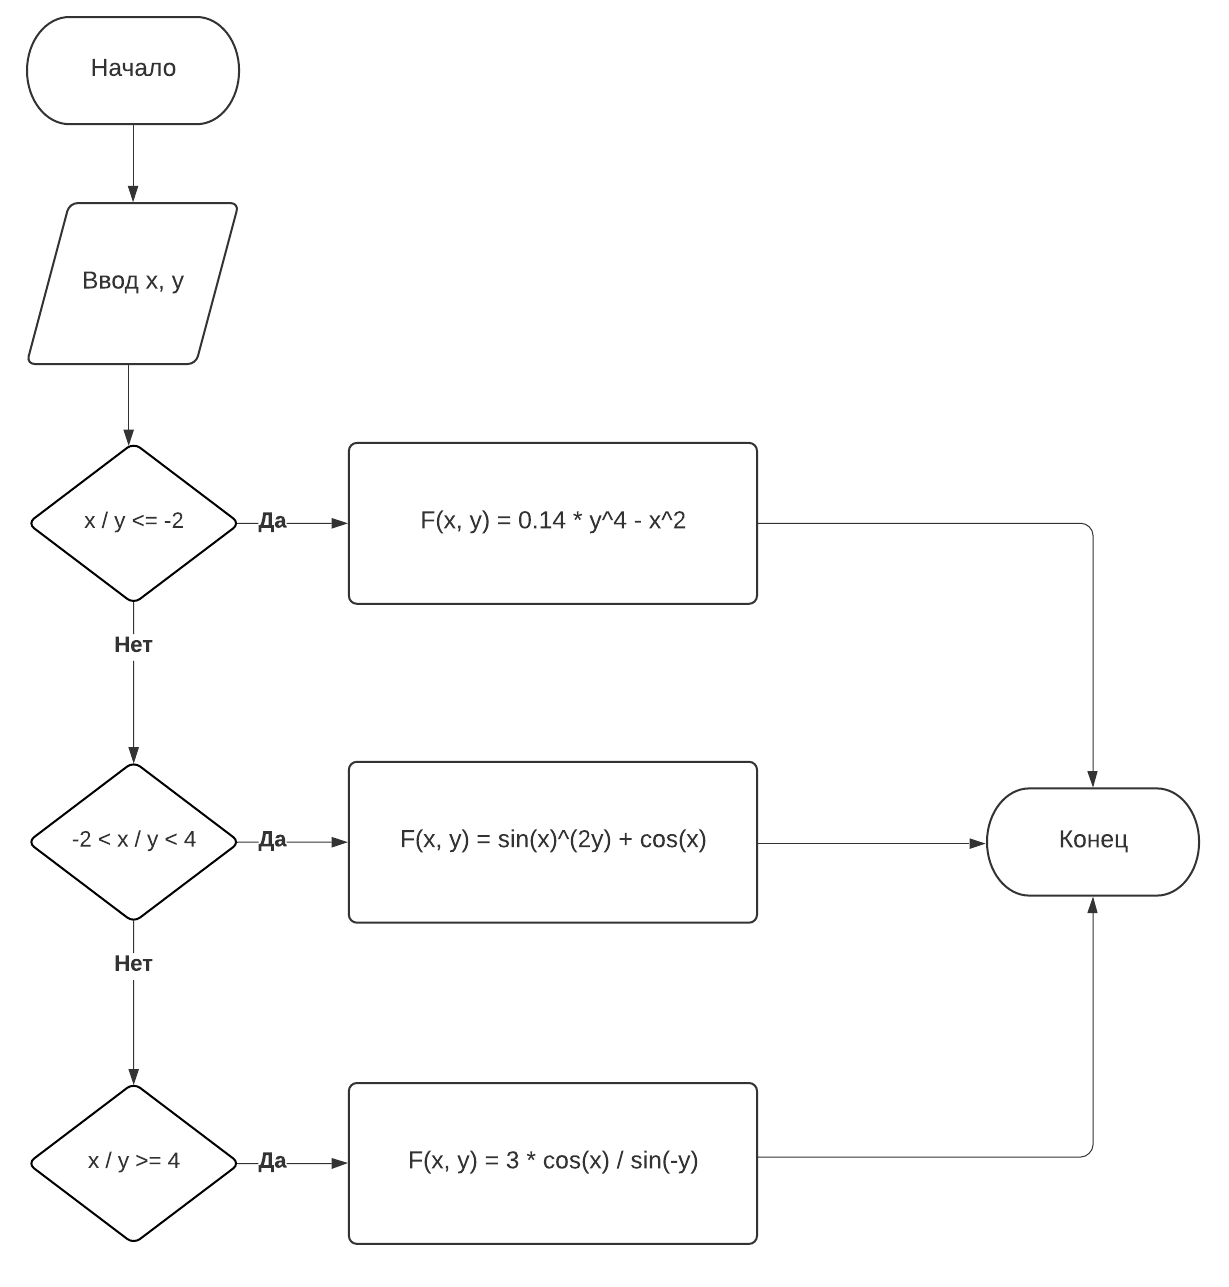 Начало
Ввод x, y
x / y <= -2
Да
F(x, y) = 0.14 * y^4 - x^2
Нет
-2 < x / y < 4
Да
F(x, y) = sin(x)^(2y) + cos(x)
Конец
Нет
x / y >= 4
Да
F(x, y) = 3 * cos(x) / sin(-y)